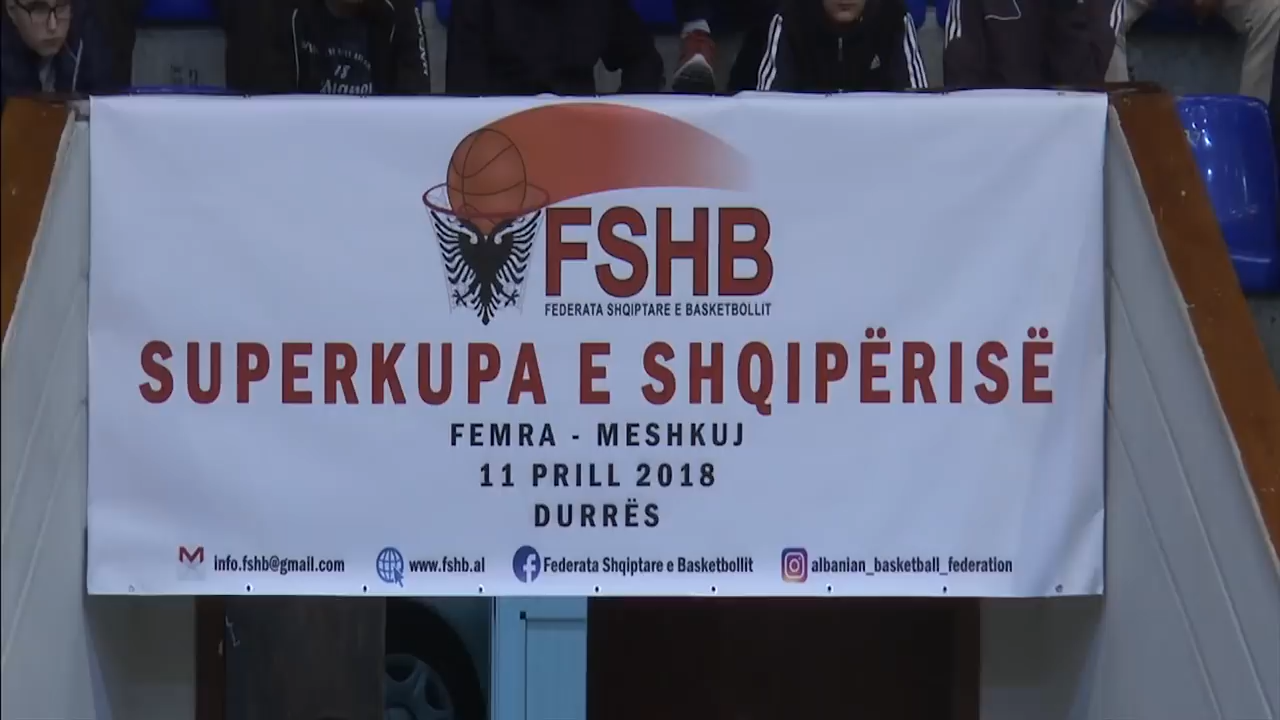 FSHB
FEDERATA SHQIPTARE E BASKETBOLLIT
SUPERKUPA E SHQIPËRISË
FEMRA - MESHKUJ
11 PRILL 2018
DURRËS
info.fshb@gmail.com www.fshb.al Federata Shqiptare e Basketbollit albanian_basketball_federation